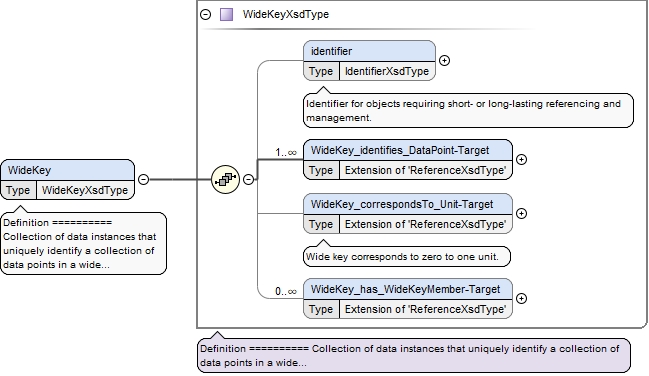 WideKeyXsdType
identifier
Type IdentifierXsdType
Identifier for objects requiring short- or long-lasting referencing and
management.
1..∞
WideKey_identifies_DataPoint-Target
Type Extension of 'ReferenceXsdType'
WideKey
Type WideKeyXsdType
Definition ==========
Collection of data instances that
uniquely identify a collection of
data points in a wide...
WideKey_correspondsTo_Unit-Target
Type Extension of 'ReferenceXsdType'
Wide key corresponds to zero to one unit.
0..∞
WideKey_has_WideKeyMember-Target
Type Extension of 'ReferenceXsdType'
Definition ========== Collection of data instances that uniquely identify a collection of
data points in a wide...